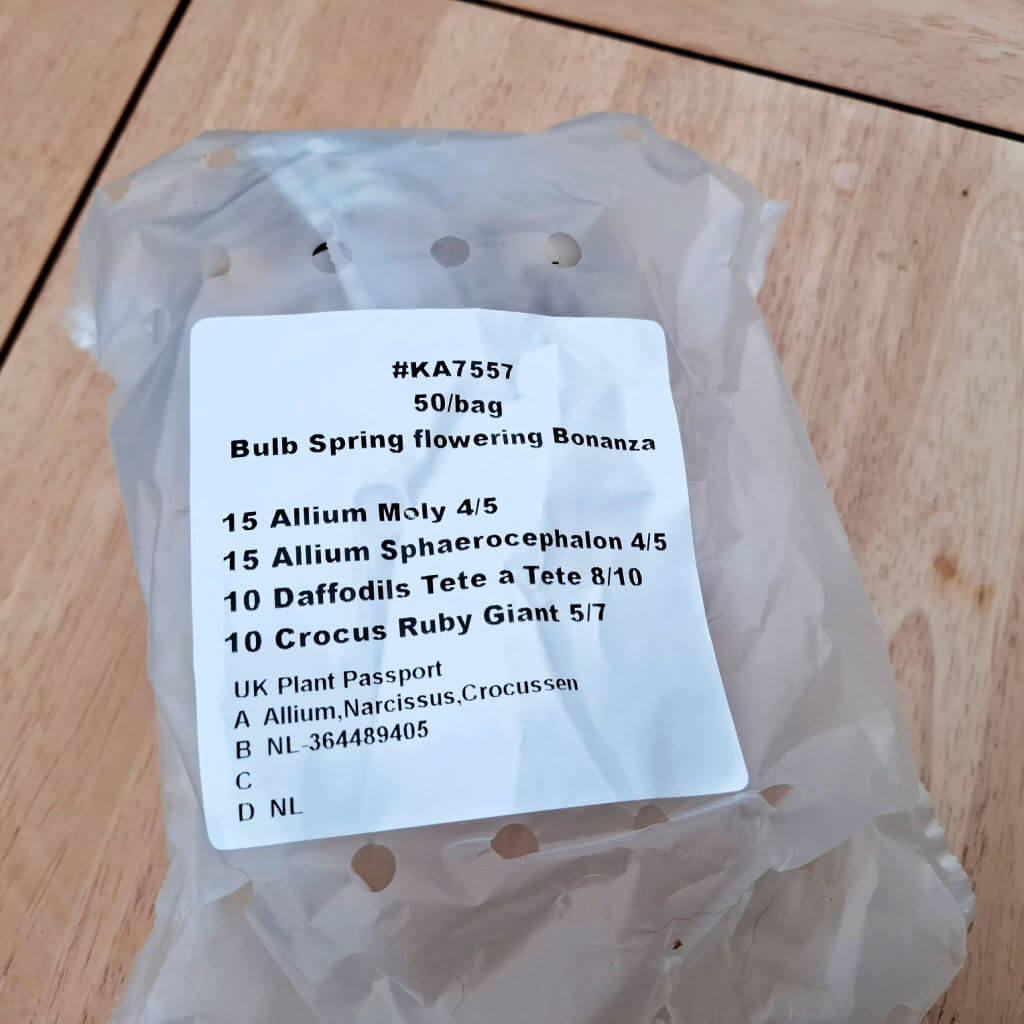 #KA7557
50/bag
Bulb Spring flowering Bonanza
15 Allium Moly 4/5
15 Allium Sphaerocephalon 4/5
10 Daffodils Tete a Tete 8/10
10 Crocus Ruby Giant 5/7
UK Plant Passport
A Allium,Narcissus,Crocussen
B NL-364489405
C
D NL